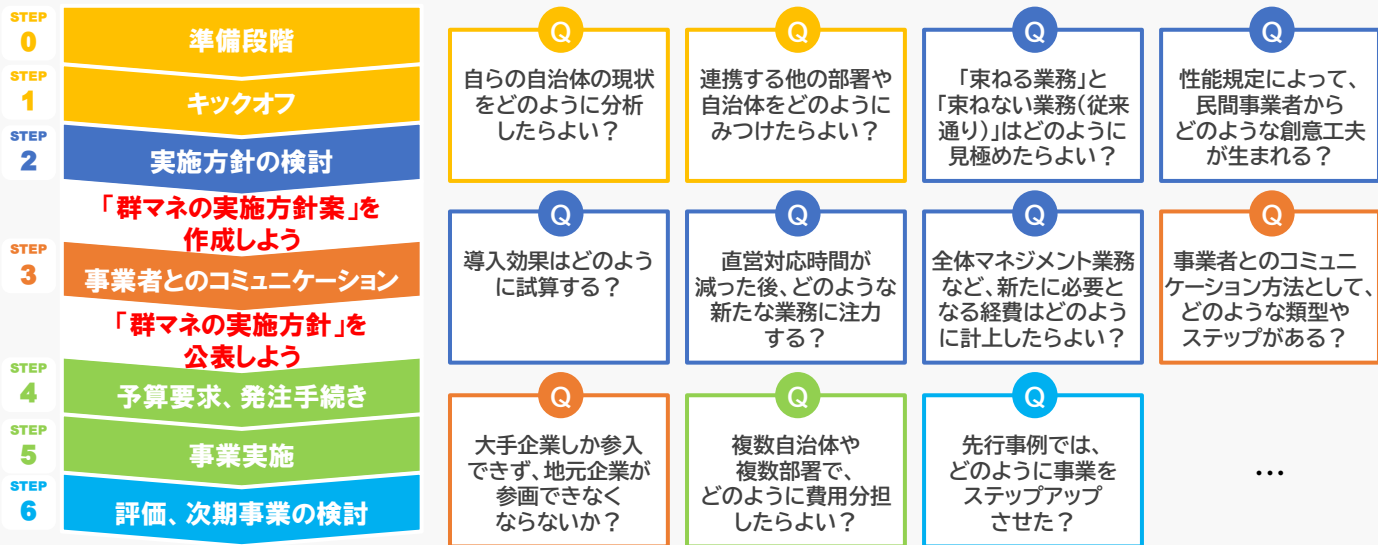 STEP
0
準備段階
STEP
1
キックオフ
STEP
2
実施方針の検討
「群マネの実施方針案」を
作成しよう
STEP
3
事業者とのコミュニケーション
「群マネの実施方針」を
公表しよう
STEP
4
予算要求、発注手続き
STEP
5
事業実施
STEP
6
評価、次期事業の検討
Q
自らの自治体の現状
をどのように分析
したらよい？
Q
連携する他の部署や
自治体をどのように
みつけたらよい？
Q
「束ねる業務」と
「束ねない業務(従来
通り)」はどのように
見極めたらよい？
Q
性能規定によって、
民間事業者から
どのような創意工夫
が生まれる？
Q
導入効果はどのよう
に試算する？
Q
直営対応時間が
減った後、どのような
新たな業務に注力
する？
Q
全体マネジメント業務
など、新たに必要と
なる経費はどのよう
に計上したらよい？
Q
事業者とのコミュニ
ケーション方法として、
どのような類型や
ステップがある？
Q
大手企業しか参入
できず、地元企業が
参画できなく
ならないか？
Q
複数自治体や
複数部署で、
どのように費用分担
したらよい？
Q
先行事例では、
どのように事業を
ステップアップ
させた？
…